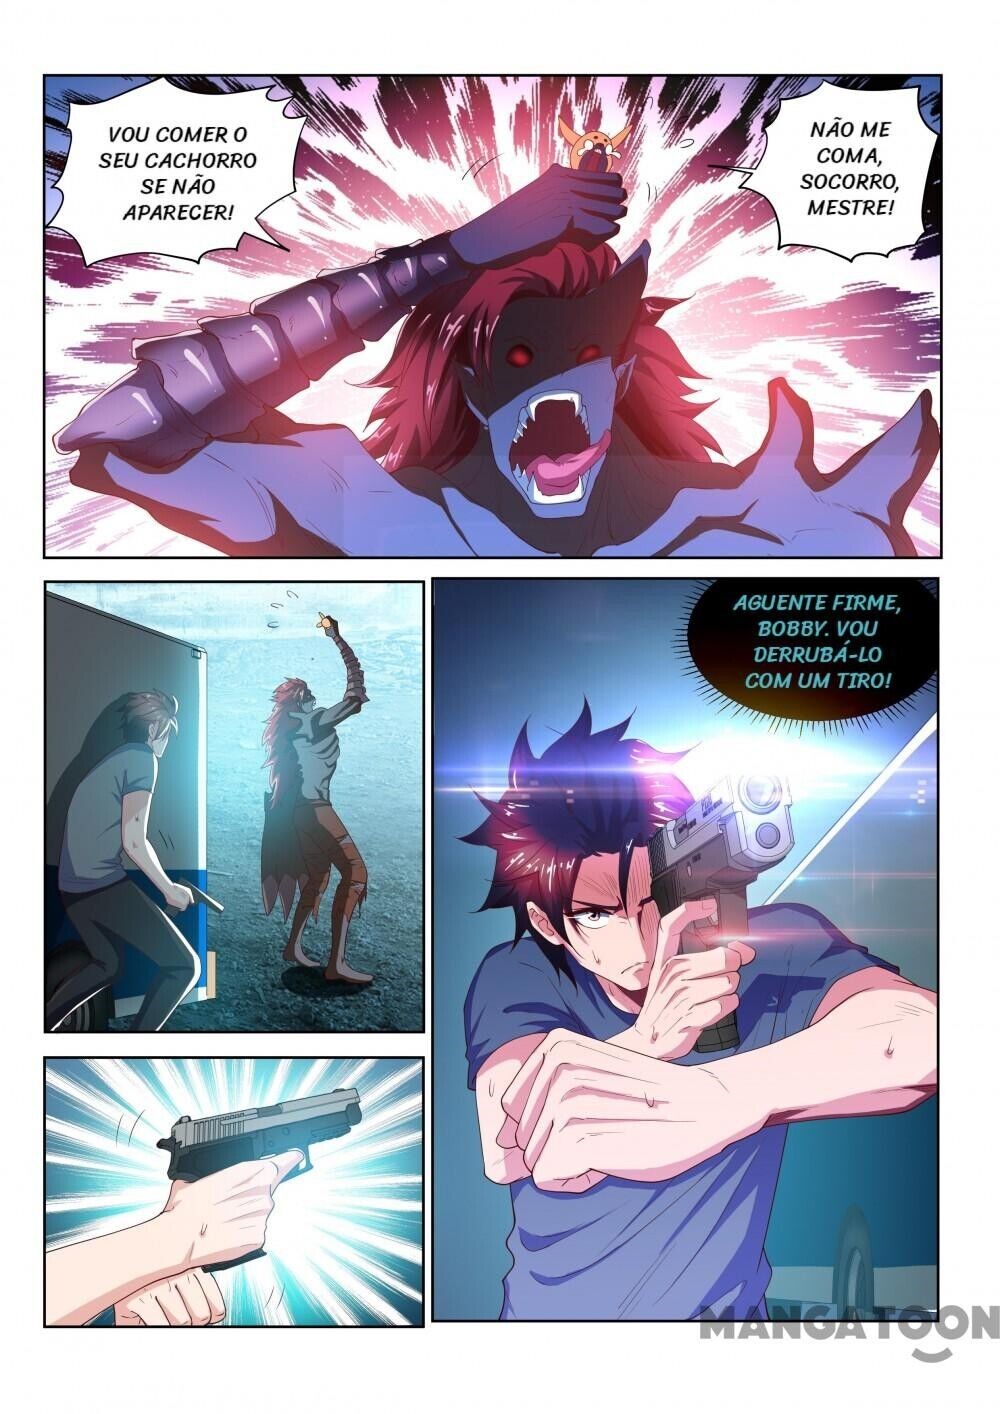 VOU COMER O
SEU CACHORRO
SE NÃO
APARECER!
NÃO ME
COMA,
SOCORRO,
MESTRE!
AGUENTE FIRME,
BOBBY. VOU
DERRUBÁ-LO
COM UM TIRO!
MANGATOON